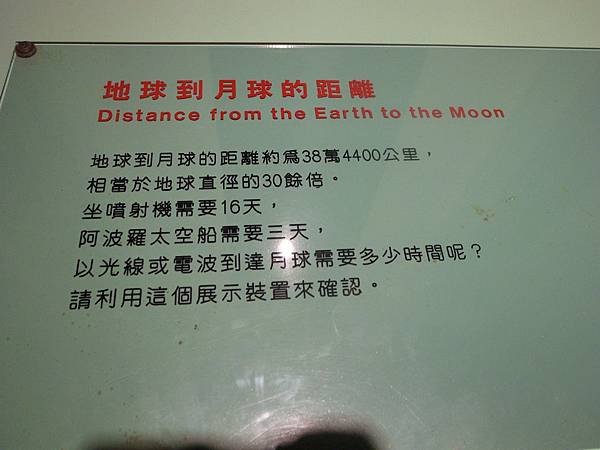 地球到月球的距離
Distance from the Earth to the Moon
地球到月球的距離約為38萬4400公里，
相當於地球直徑的30餘倍。
坐噴射機需要16天，
阿波羅太空船需要三天，
以光線或電波到達月球需要多少時間呢？
請利用這個展示裝置來確認。